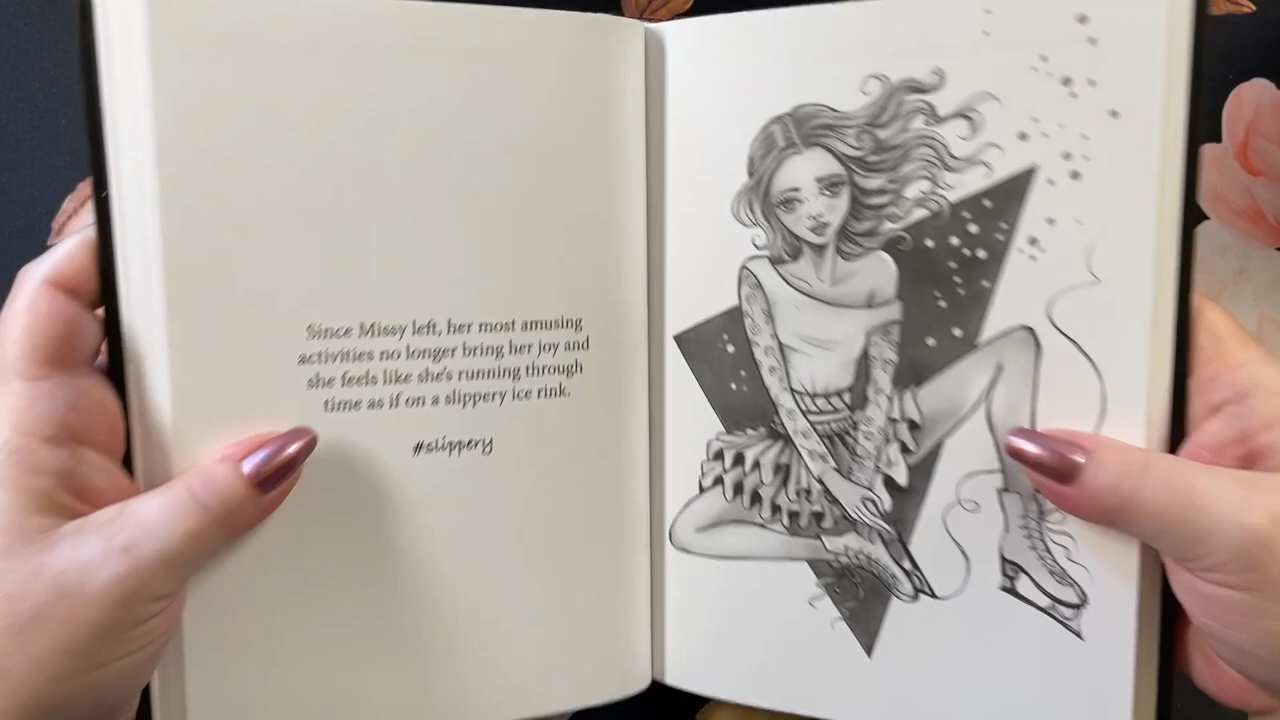 Since Missy left, her most amusing
activities no longer bring her joy and
she feels like she's running through
time as if on a slippery ice rink.
#slippery